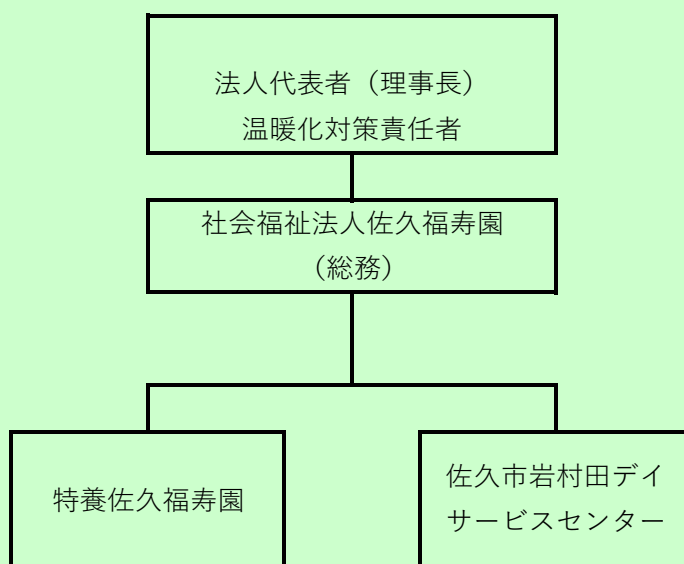 法人代表者（理事長）
温暖化対策責任者
社会福祉法人佐久福寿園
（総務）
特養佐久福寿園
佐久市岩村田デイ
サービスセンター